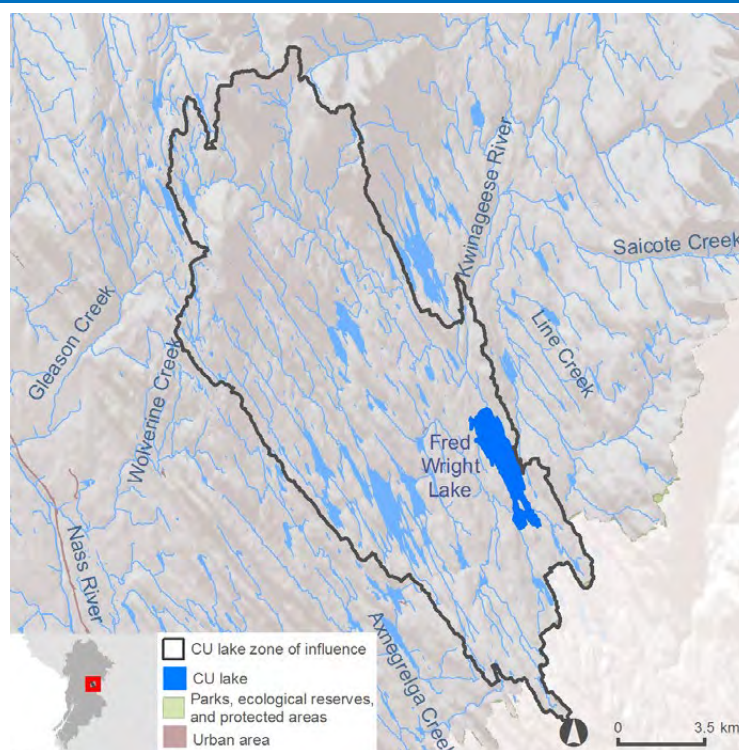 Kwinageese River
Saicote Creek
Line Creek
Gleason Creek
Wolverine Creek
Fred
Wright
Lake
Nass River
Axnegrelga Creek
CU lake zone of influence
CU lake
Parks, ecological reserves,
and protected areas
Urban area
0 3.5 km